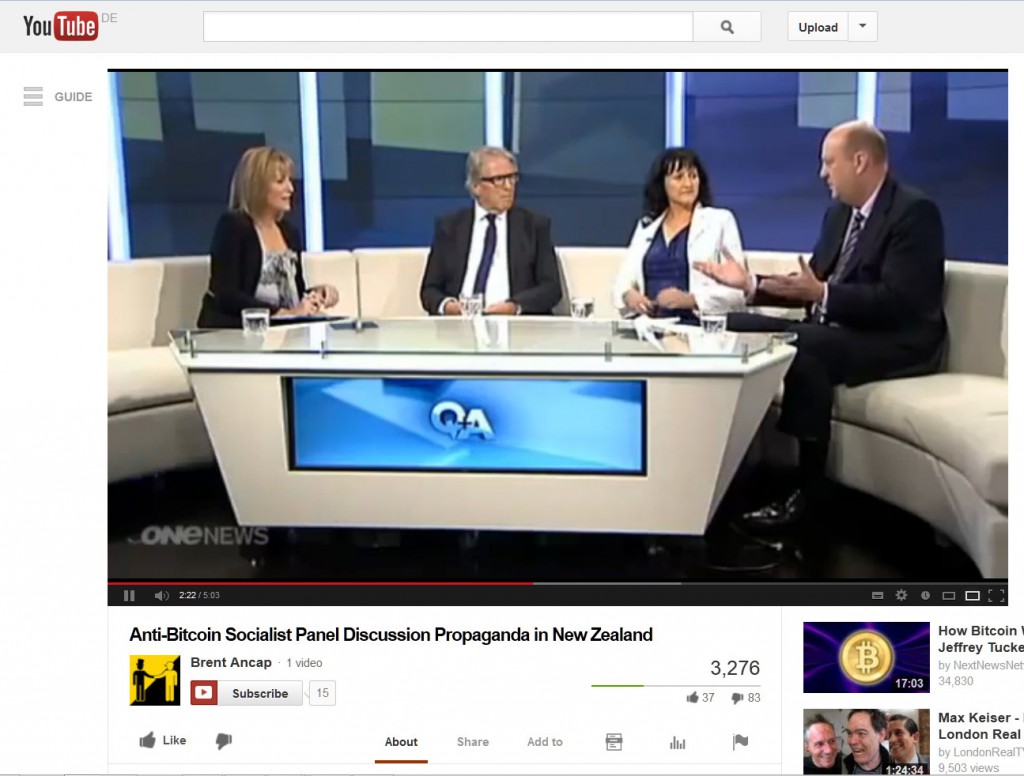 YouTube DE
Upload
GUIDE
Q+A
ONE NEWS
2:22 / 5:03
Anti-Bitcoin Socialist Panel Discussion Propaganda in New Zealand
Brent Ancap · 1 video
Subscribe 15
3,276
37 83
Like
About Share Add to
17:03
How Bitcoin
Jeffrey Tucke
by NextNewsNet
34,830
1:24:34
Max Keiser -
London Real
by LondonRealTV
9,503 views